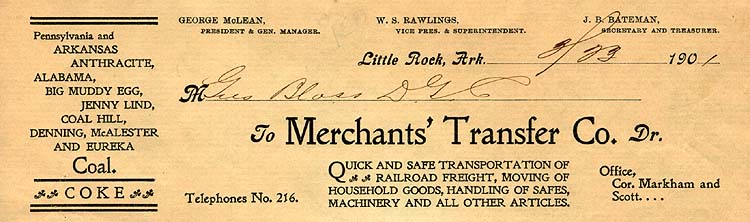 GEORGE McLEAN,
PRESIDENT & GEN. MANAGER.
W. S. RAWLINGS,
VICE PRES. & SUPERINTENDENT.
J. B. BATEMAN,
SECRETARY AND TREASURER.
Pennsylvania and
ARKANSAS
ANTHRACITE,
ALABAMA,
BIG MUDDY EGG,
JENNY LIND,
COAL HILL,
DENNING, McALESTER
AND EUREKA
Coal.
COKE
Little Rock, Ark. 2/23 1901
M Gus Blass D G C
To Merchants' Transfer Co. Dr.
Telephones No. 216.
QUICK AND SAFE TRANSPORTATION OF
RAILROAD FREIGHT, MOVING OF
HOUSEHOLD GOODS, HANDLING OF SAFES,
MACHINERY AND ALL OTHER ARTICLES.
Office,
Cor. Markham and
Scott....